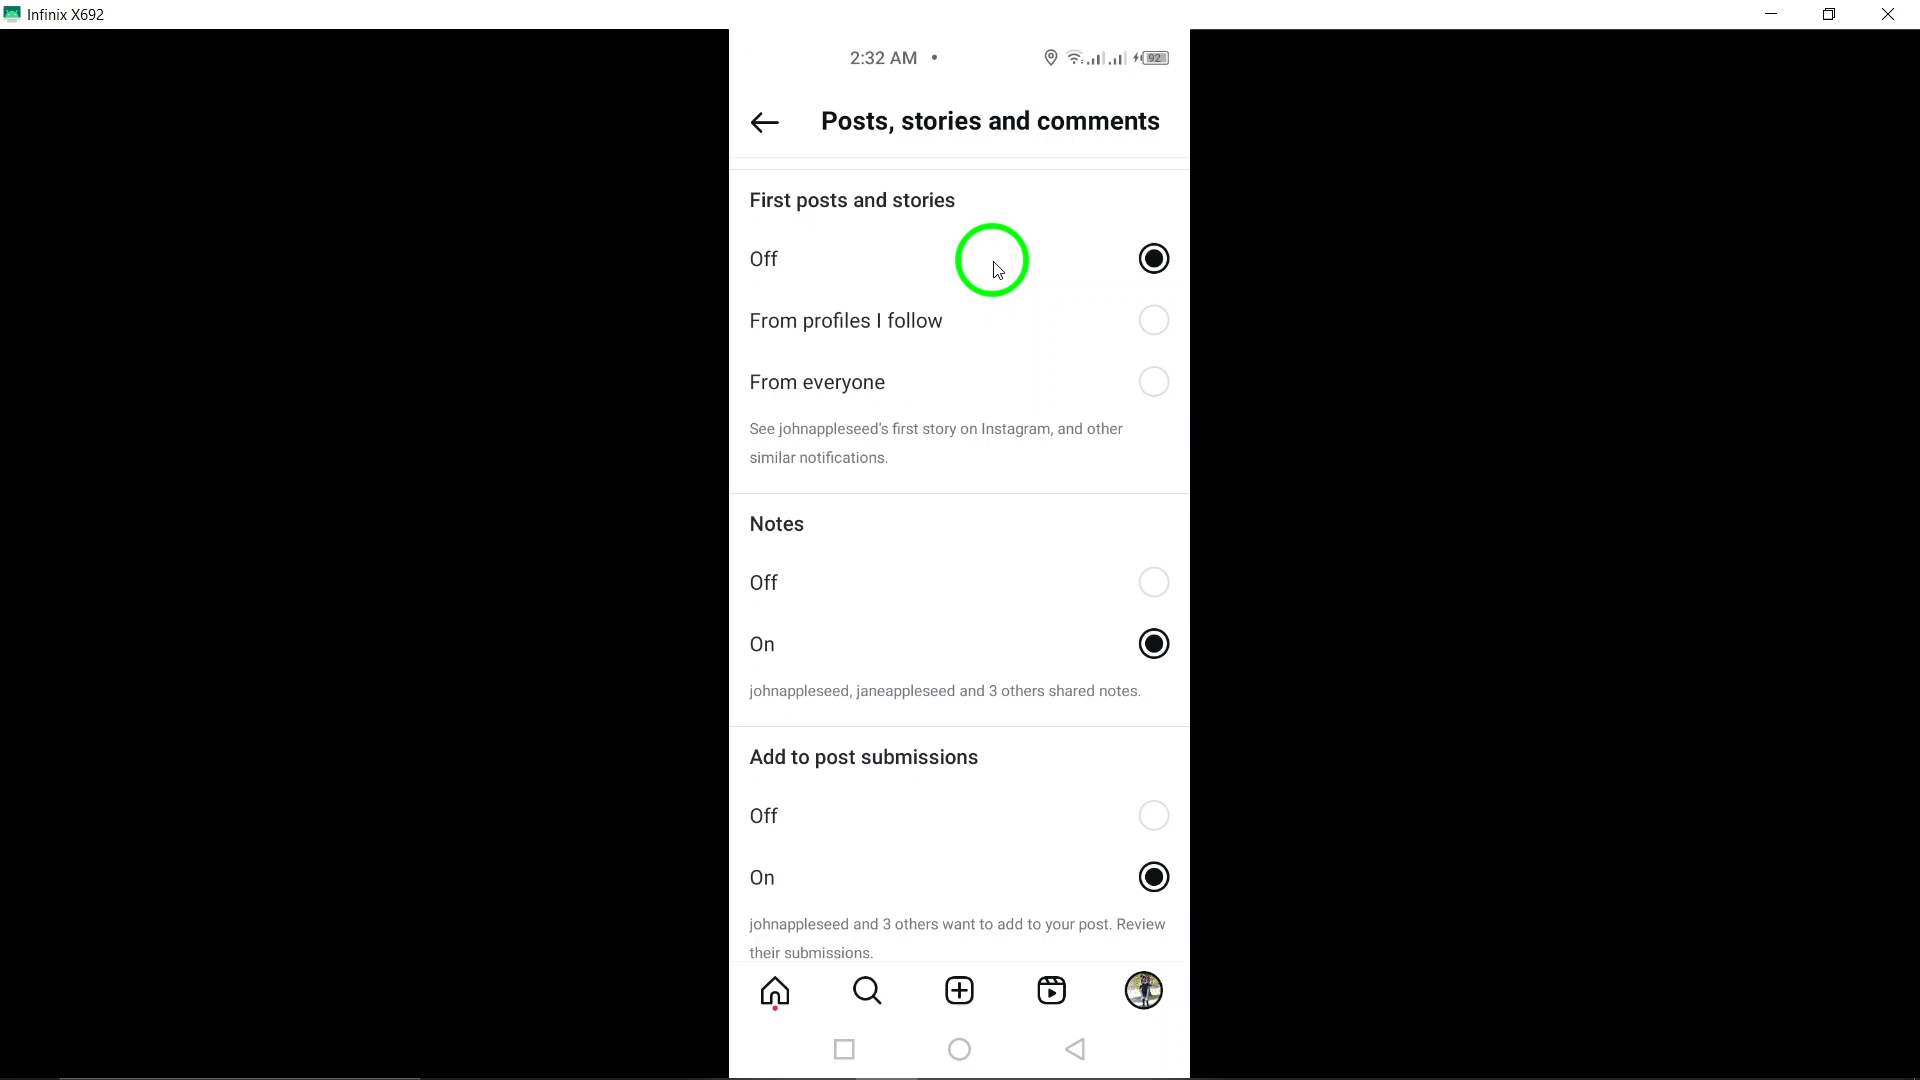 Infinix X692
2:32 AM
92
Posts, stories and comments
First posts and stories
Off
From profiles I follow
From everyone
See johnappleseed's first story on Instagram, and other
similar notifications.
Notes
Off
On
johnappleseed, janeappleseed and 3 others shared notes.
Add to post submissions
Off
On
johnappleseed and 3 others want to add to your post. Review
their submissions.